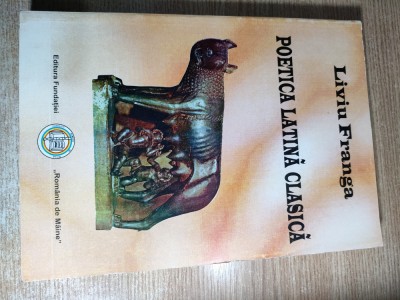 Liviu Franga
POETICA LATINĂ CLASICĂ
Editura Fundaţiei
„România de Mâine”